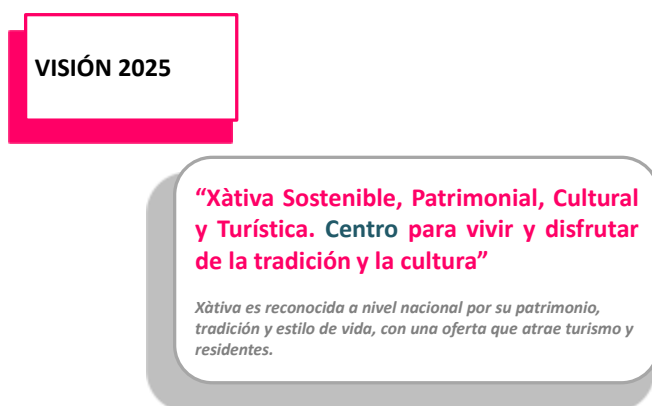 VISIÓN 2025
“Xàtiva Sostenible, Patrimonial, Cultural
y Turística. Centro para vivir y disfrutar
de la tradición y la cultura”
Xàtiva es reconocida a nivel nacional por su patrimonio,
tradición y estilo de vida, con una oferta que atrae turismo y
residentes.